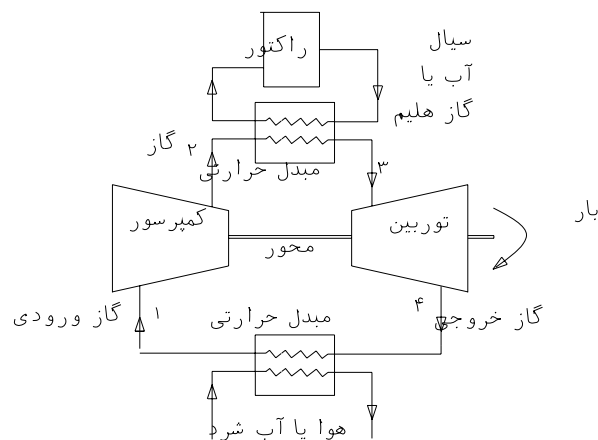 راکتور
سیال
آب یا
گاز هلیم
گاز
۲
مبدل حرارتی
۳
کمپرسور
توربین
بار
محور
گاز ورودی
۱
مبدل حرارتی
۴
گاز خروجی
هوا یا آب شرد